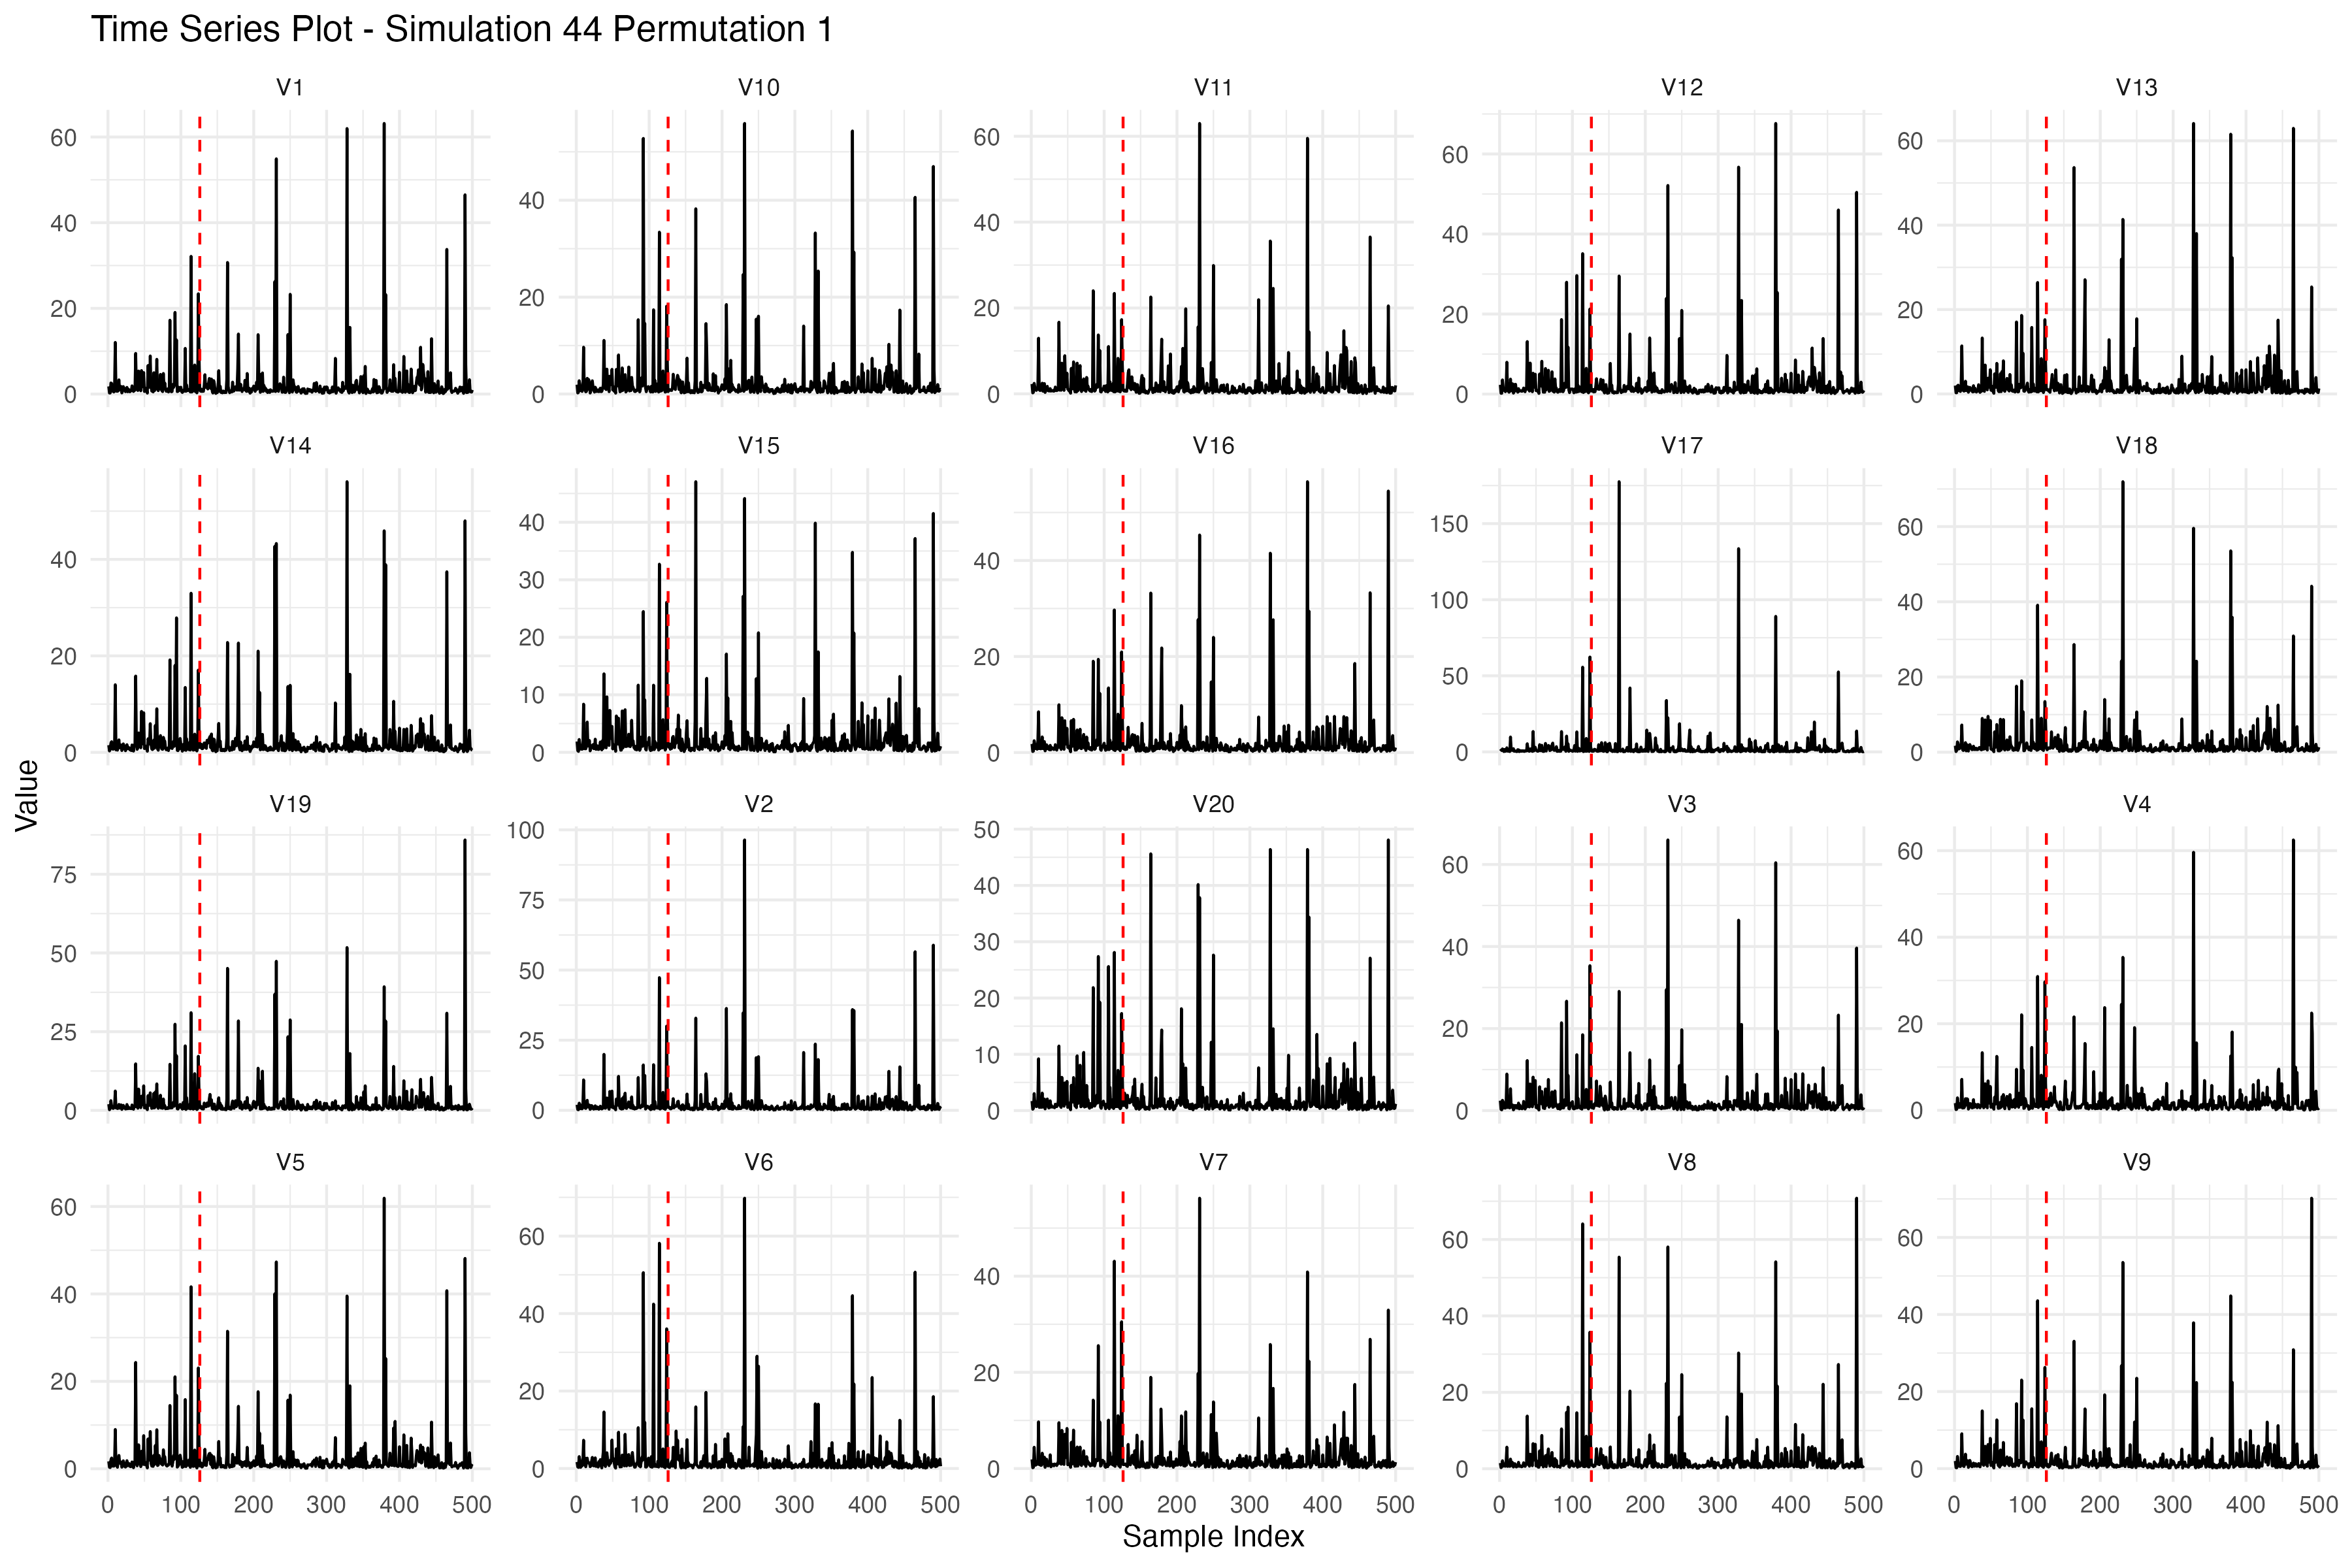 Time Series Plot - Simulation 44 Permutation 1
V1 V10 V11 V12 V13
60 40 20 0
40 20 0
60 40 20 0
60 40 20 0
60 40 20 0
V14 V15 V16 V17 V18
40 20 0
40 30 20 10 0
40 20 0
150 100 50 0
60 40 20 0
Value
V19 V2 V20 V3 V4
75 50 25 0
100 75 50 25 0
50 40 30 20 10 0
60 40 20 0
60 40 20 0
V5 V6 V7 V8 V9
60 40 20 0
60 40 20 0
40 20 0
60 40 20 0
60 40 20 0
0 100 200 300 400 500 0 100 200 300 400 500 0 100 200 300 400 500 0 100 200 300 400 500 0 100 200 300 400 500
Sample Index